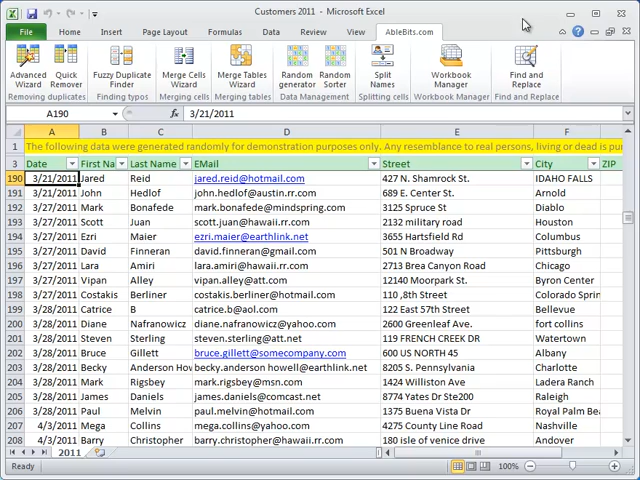 Customers 2011 - Microsoft Excel
File Home Insert Page Layout Formulas Data Review View AbleBits.com
Advanced Wizard Quick Remover Fuzzy Duplicate Finder Merge Cells Wizard Merge Tables Wizard Random generator Random Sorter Split Names Workbook Manager Find and Replace
Removing duplicates Finding typos Merging cells Merging tables Data Management Splitting cells Workbook Manager Find and Replace
A190 fx 3/21/2011
A B C D E F
1 The following data were generated randomly for demonstration purposes only. Any resemblance to real persons, living or dead is pur
3 Date First Na Last Name EMail Street City ZIP
190 3/21/2011 Jared Reid jared.reid@hotmail.com 427 N. Shamrock St. IDAHO FALLS
191 3/21/2011 John Hedlof john.hedlof@austin.rr.com 689 E. Center St. Arnold
192 3/27/2011 Mark Bonafede mark.bonafede@mindspring.com 3125 Spruce St Diablo
193 3/27/2011 Scott Juan scott.juan@hawaii.rr.com 2132 military road Houston
194 3/27/2011 Ezri Maier ezri.maier@earthlink.net 3655 Hartsfield Rd Columbus
195 3/27/2011 David Finneran david.finneran@gmail.com 501 N Broadway Pittsburgh
196 3/27/2011 Lara Amiri lara.amiri@hawaii.rr.com 2713 Brea Canyon Road Chicago
197 3/27/2011 Vipan Alley vipan.alley@att.net 12140 Moorpark St. Byron Center
198 3/27/2011 Costakis Berliner costakis.berliner@hotmail.com 110 ,8th Street Colorado Sprin
199 3/28/2011 Catrice B catrice.b@aol.com 122 East 57th Street Bellevue
200 3/28/2011 Diane Nafranowicz diane.nafranowicz@yahoo.com 2600 Greenleaf Ave. fort collins
201 3/28/2011 Steven Sterling steven.sterling@att.net 119 FRENCH CREEK DR Watertown
202 3/28/2011 Bruce Gillett bruce.gillett@somecompany.com 602 US NORTH 45 Albany
203 3/28/2011 Becky Anderson Ho becky.anderson howell@earthlink.net 8205 S. Pennsylvania Charlotte
204 3/28/2011 Mark Rigsbey mark.rigsbey@msn.com 1424 Williston Ave Ladera Ranch
205 3/28/2011 James Daniels james.daniels@comcast.net 8774 Yates Dr Ste200 Raleigh
206 3/28/2011 Paul Melvin paul.melvin@hotmail.com 1375 Buena Vista Dr Royal Palm Bea
207 4/3/2011 Mega Collins mega.collins@yahoo.com 4275 County Line Road Nashville
208 4/3/2011 Barry Christopher barry.christopher@hawaii.rr.com 180 isle of venice drive Andover
2011
Ready 100%